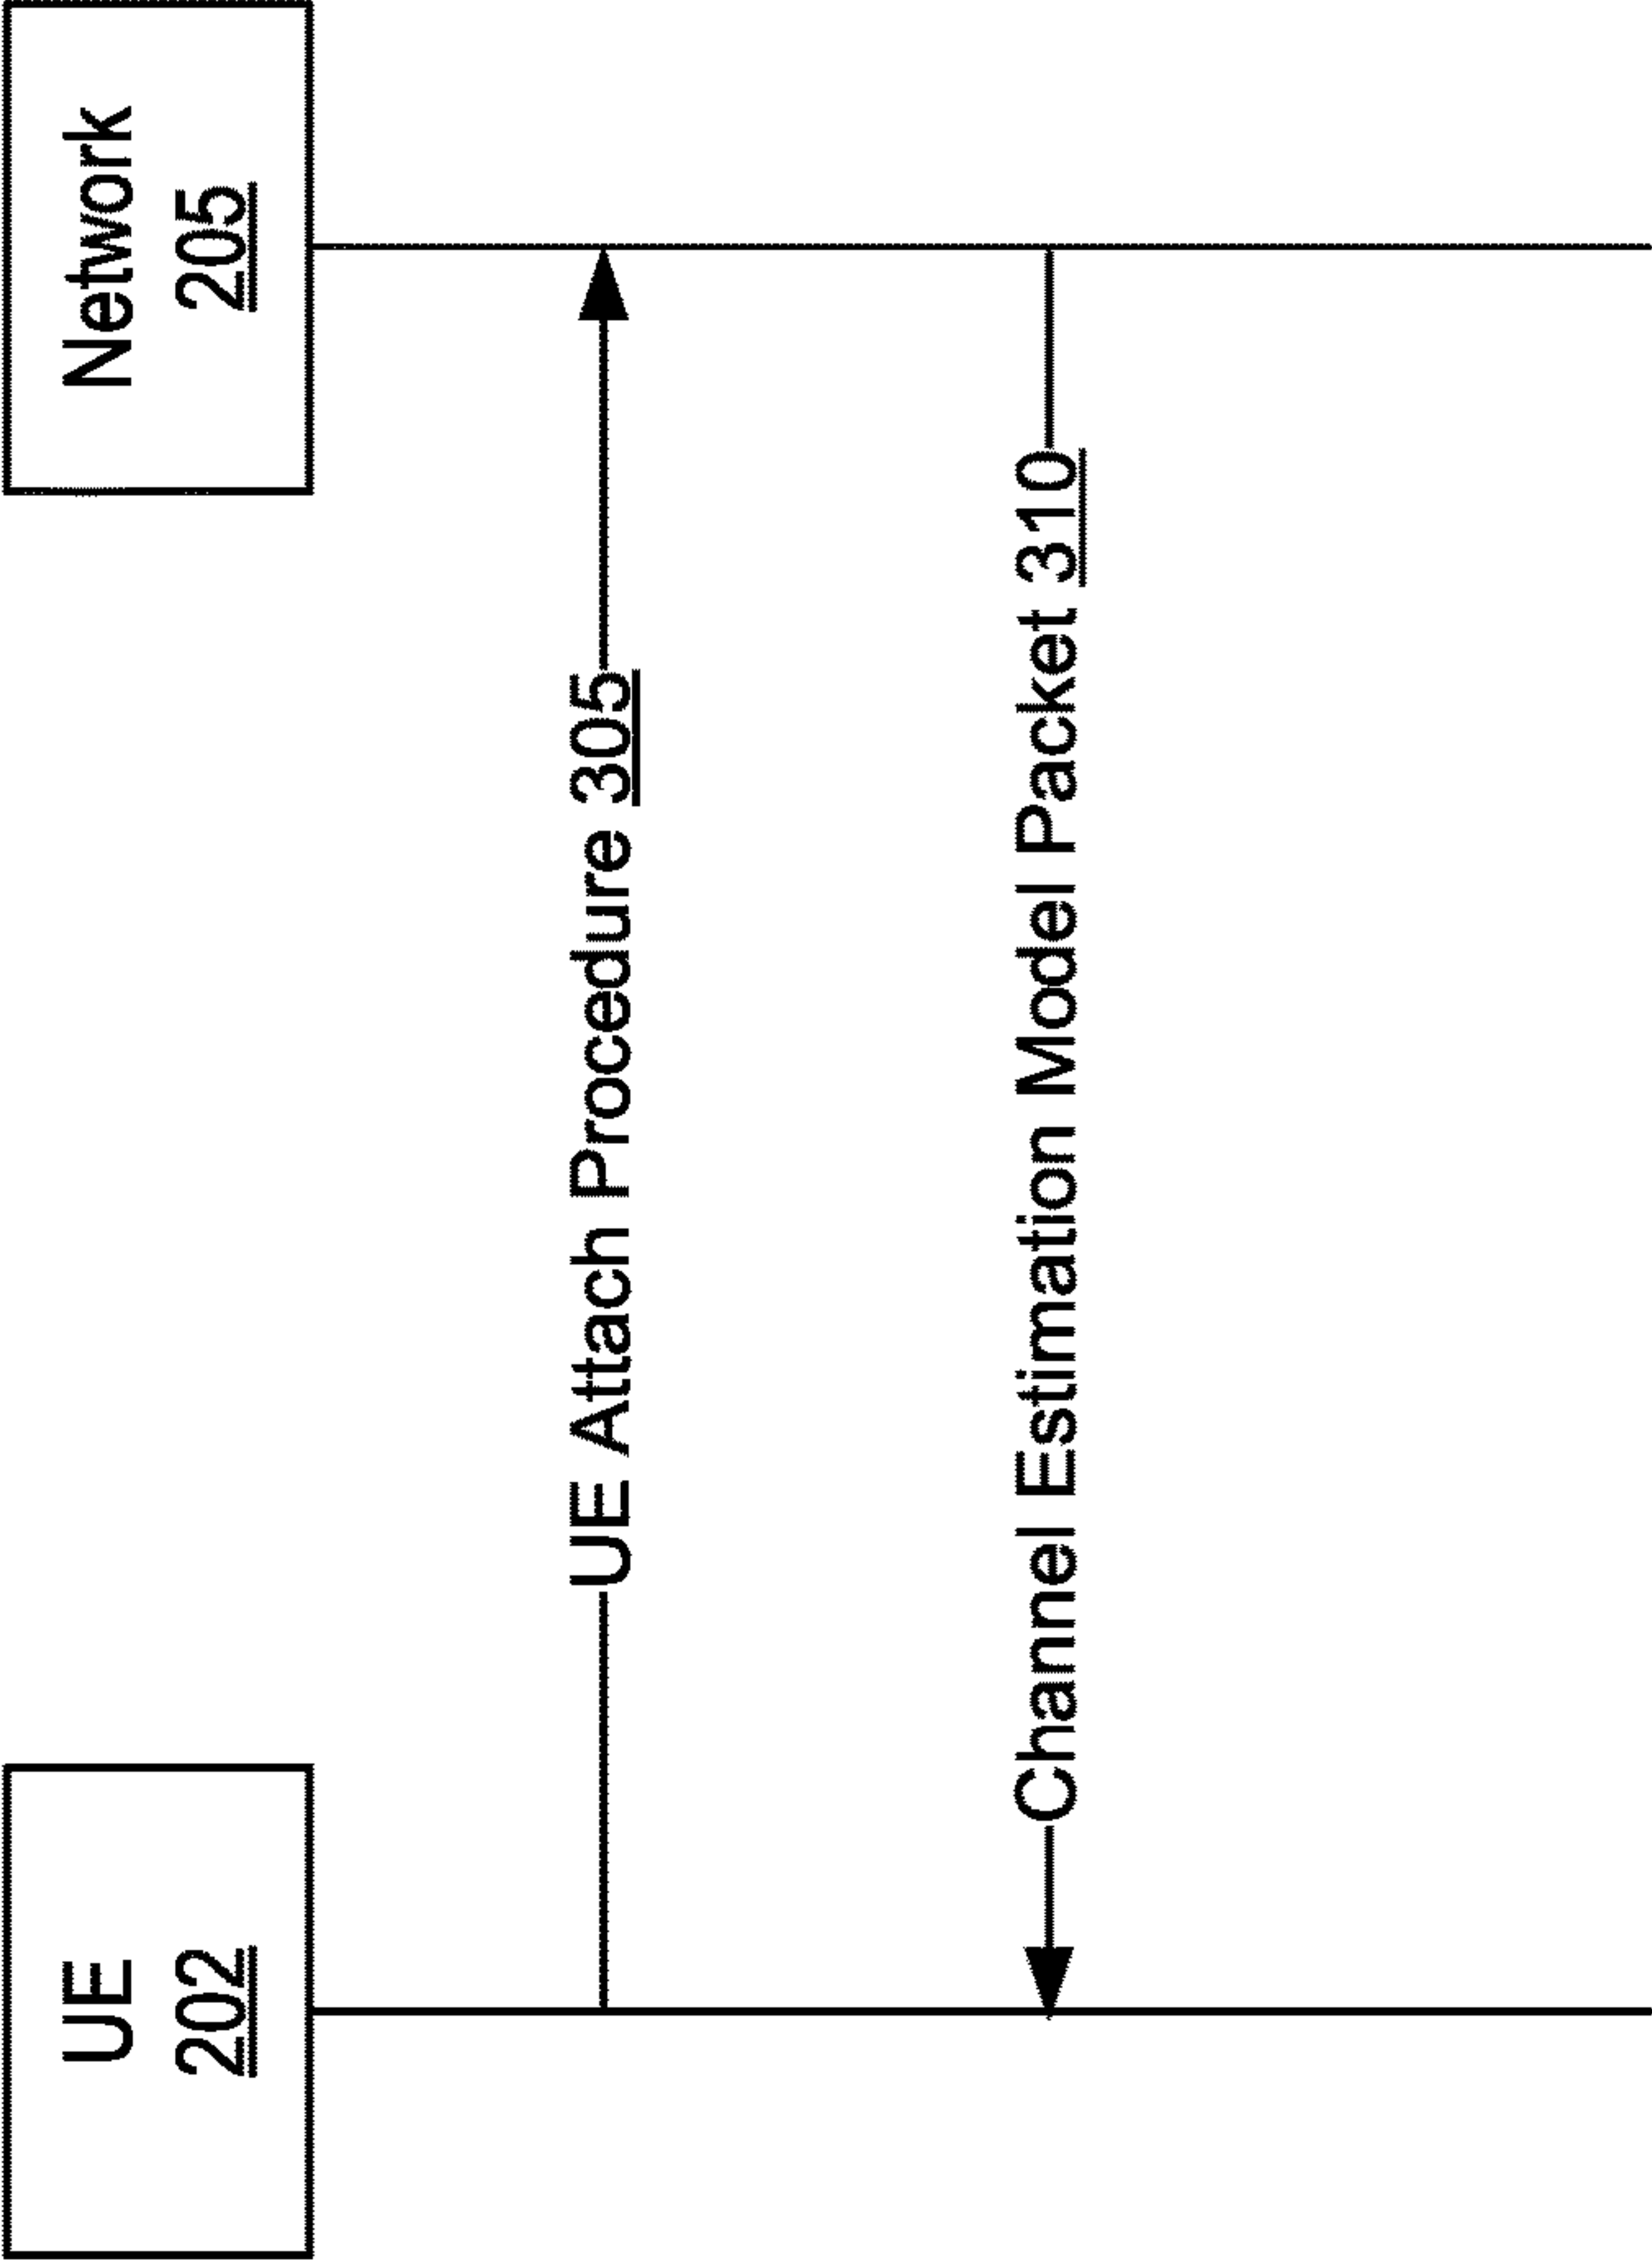 UE
202
Network
205
UE Attach Procedure 305
Channel Estimation Model Packet 310